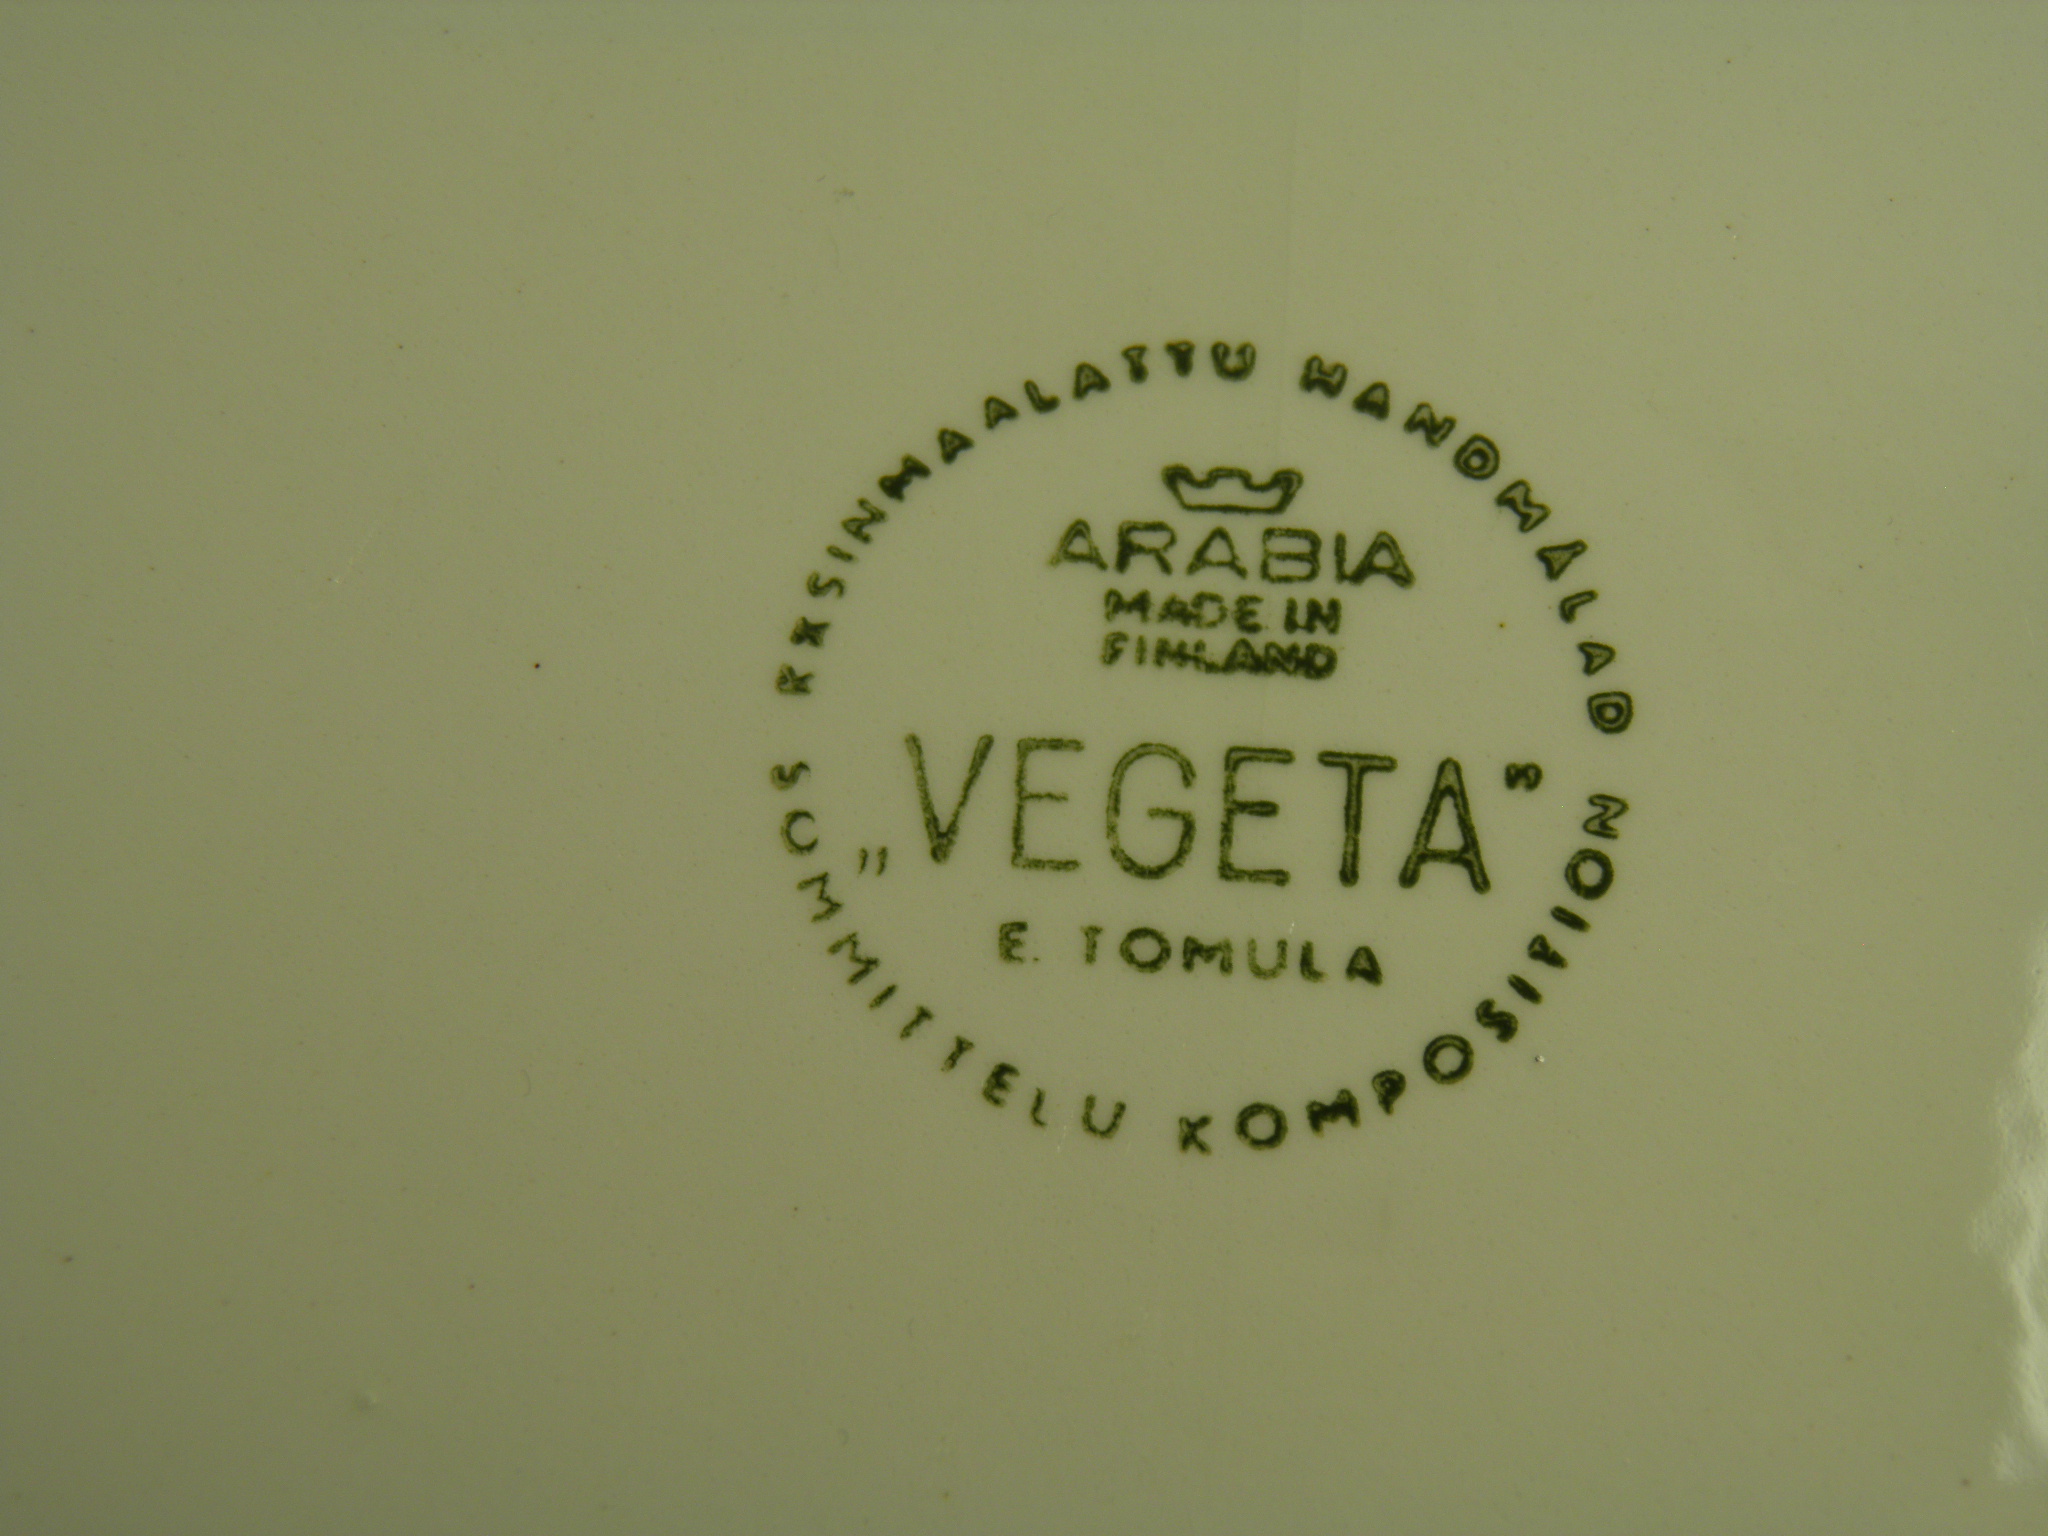 KÄSINMAALATTU HANDMÅLAD
ARABIA
MADE IN
FINLAND
„VEGETA"
E. TOMULA
SOMMITTELU KOMPOSITION